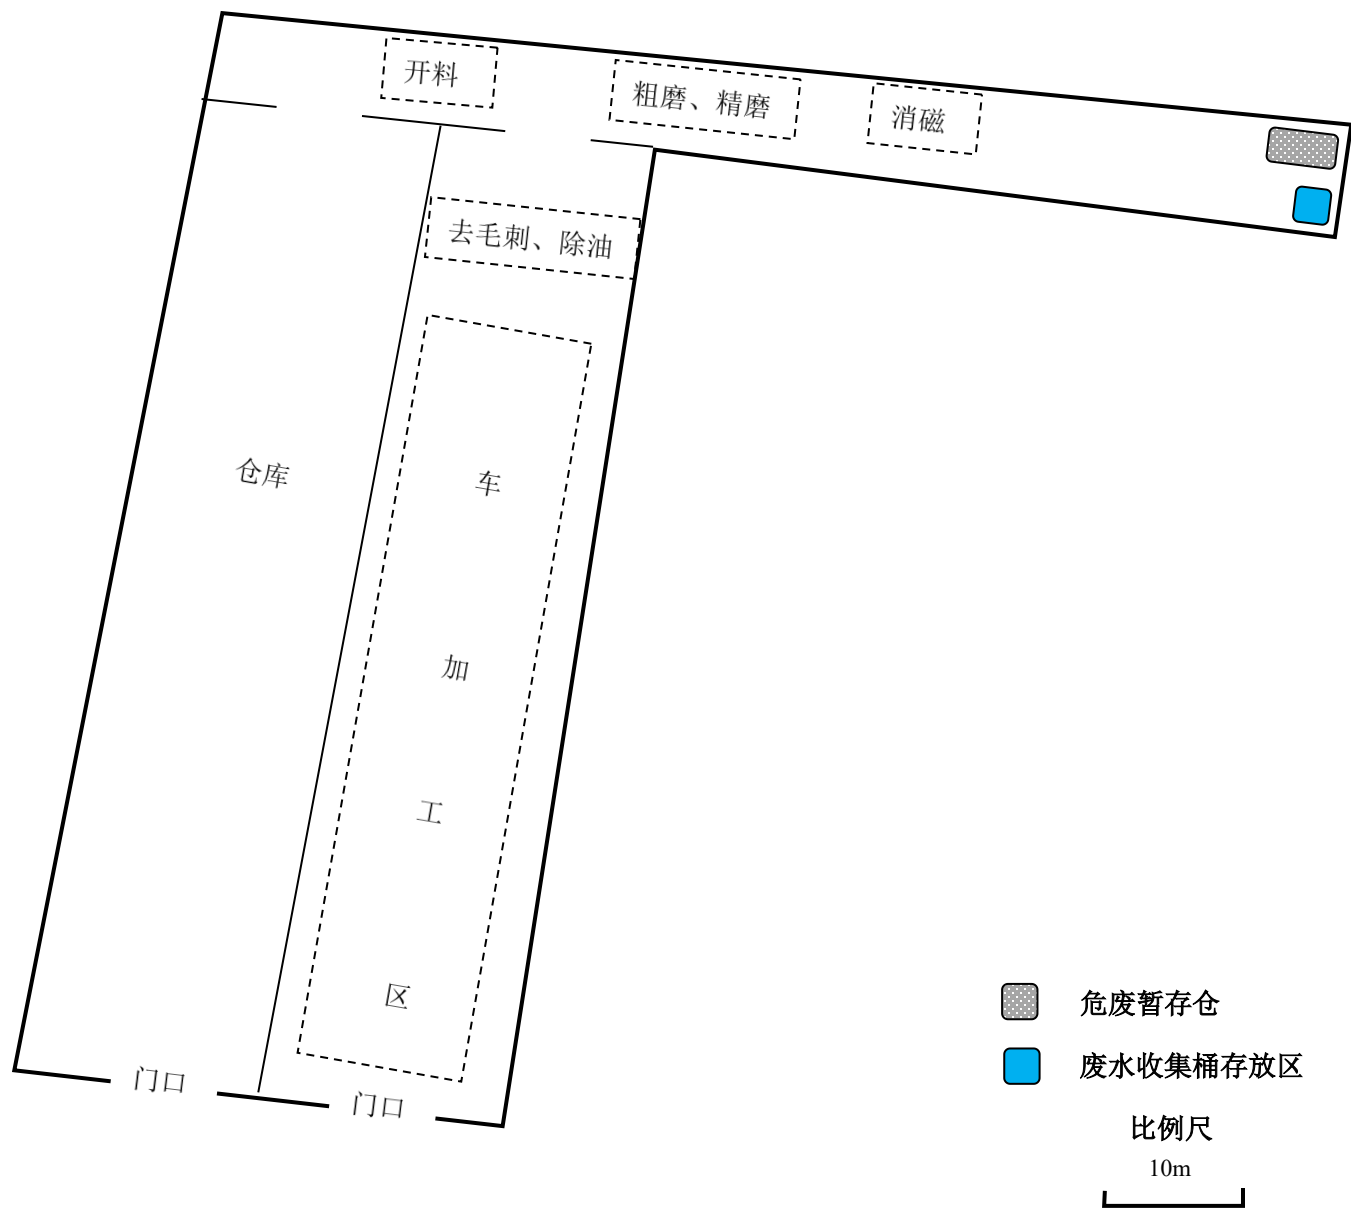 开料
粗磨、精磨
消磁
去毛刺、除油
仓库
车
加
工
区
门口
门口
危废暂存仓
废水收集桶存放区
比例尺
10m